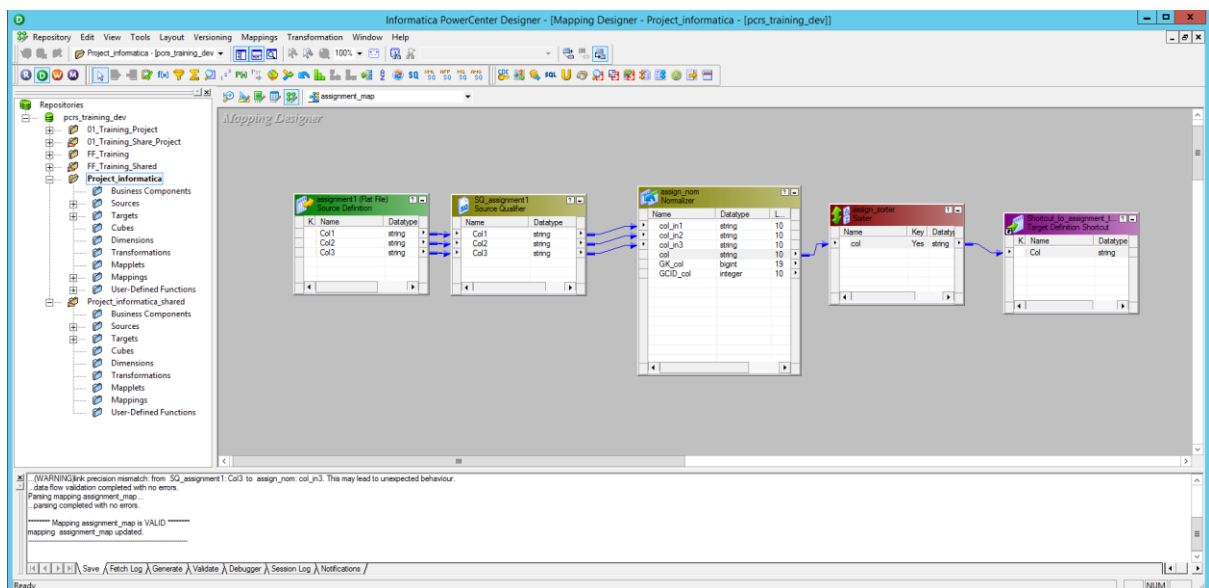 Informatica PowerCenter Designer - [Mapping Designer - Project_informatica - [pcrs_training_dev]]
Repository Edit View Tools Layout Versioning Mappings Transformation Window Help
Project_informatica - [pcrs_training_dev 100%
assignment_map
Repositories
pcrs_training_dev
01_Training_Project
01_Training_Share_Project
FF_Training
FF_Training_Shared
Project_informatica
Business Components
Sources
Targets
Cubes
Dimensions
Transformations
Mapplets
Mappings
User-Defined Functions
Project_informatica_shared
Business Components
Sources
Targets
Cubes
Dimensions
Transformations
Mapplets
Mappings
User-Defined Functions
Mapping Designer
assignment1 (Flat File)
Source Definition
K. Name Datatype
Col1 string
Col2 string
Col3 string
SQ_assignment1
Source Qualifier
Name Datatype
Col1 string
Col2 string
Col3 string
assign_nom
Normalizer
Name Datatype L...
col_in1 string 10
col_in2 string 10
col_in3 string 10
col string 10
GK_col bigint 19
GCID_col integer 10
assign_sorter
Sorter
Name Key Datatyp
col Yes string
Shortcut_to_assignment_t...
Target Definition Shortcut
K. Name Datatype
Col string
...(WARNING)link precision mismatch: from SQ_assignment1: Col3 to assign_nom: col_in3. This may lead to unexpected behaviour.
...data flow validation completed with no errors.
Parsing mapping assignment_map...
...parsing completed with no errors.
******* Mapping assignment_map is VALID *******
mapping assignment_map updated.
Save Fetch Log Generate Validate Debugger Session Log Notifications
Ready NUM